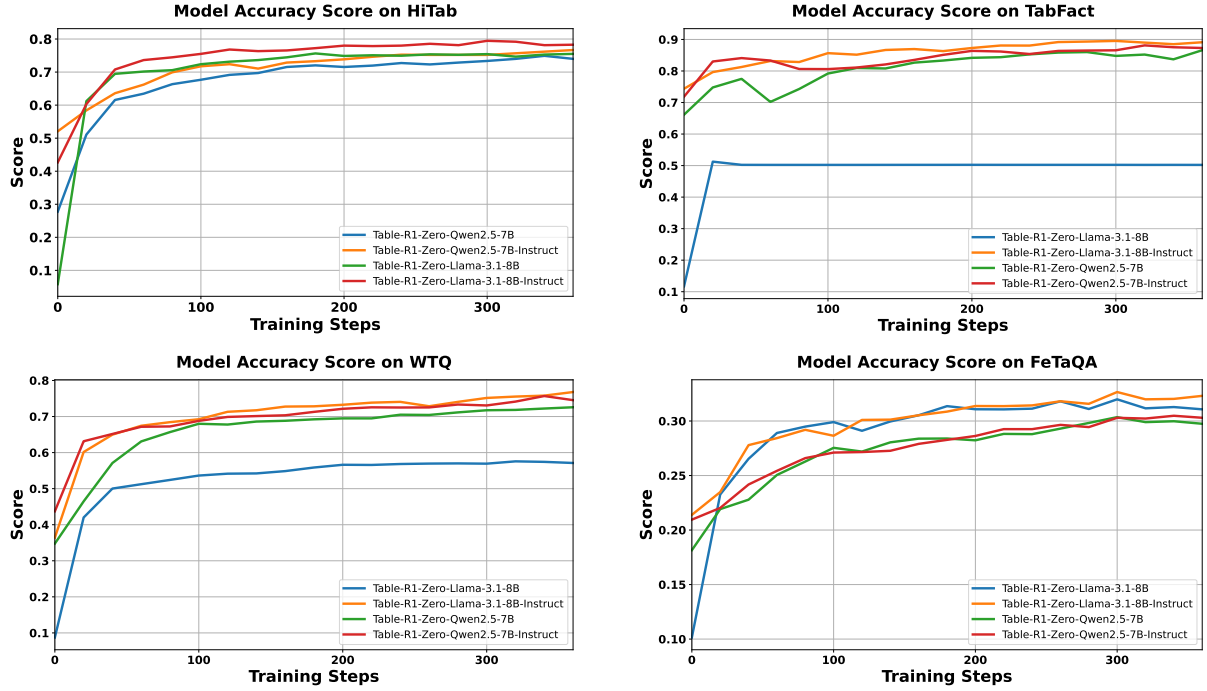 Model Accuracy Score on HiTab
Score
0.8
0.7
0.6
0.5
0.4
0.3
0.2
0.1
0
100
200
300
Training Steps
Table-R1-Zero-Qwen2.5-7B
Table-R1-Zero-Qwen2.5-7B-Instruct
Table-R1-Zero-Llama-3.1-8B
Table-R1-Zero-Llama-3.1-8B-Instruct
Model Accuracy Score on TabFact
Score
0.9
0.8
0.7
0.6
0.5
0.4
0.3
0.2
0.1
0
100
200
300
Training Steps
Table-R1-Zero-Llama-3.1-8B
Table-R1-Zero-Llama-3.1-8B-Instruct
Table-R1-Zero-Qwen2.5-7B
Table-R1-Zero-Qwen2.5-7B-Instruct
Model Accuracy Score on WTQ
Score
0.8
0.7
0.6
0.5
0.4
0.3
0.2
0.1
0
100
200
300
Training Steps
Table-R1-Zero-Llama-3.1-8B
Table-R1-Zero-Llama-3.1-8B-Instruct
Table-R1-Zero-Qwen2.5-7B
Table-R1-Zero-Qwen2.5-7B-Instruct
Model Accuracy Score on FeTaQA
Score
0.30
0.25
0.20
0.15
0.10
0
100
200
300
Training Steps
Table-R1-Zero-Llama-3.1-8B
Table-R1-Zero-Llama-3.1-8B-Instruct
Table-R1-Zero-Qwen2.5-7B
Table-R1-Zero-Qwen2.5-7B-Instruct